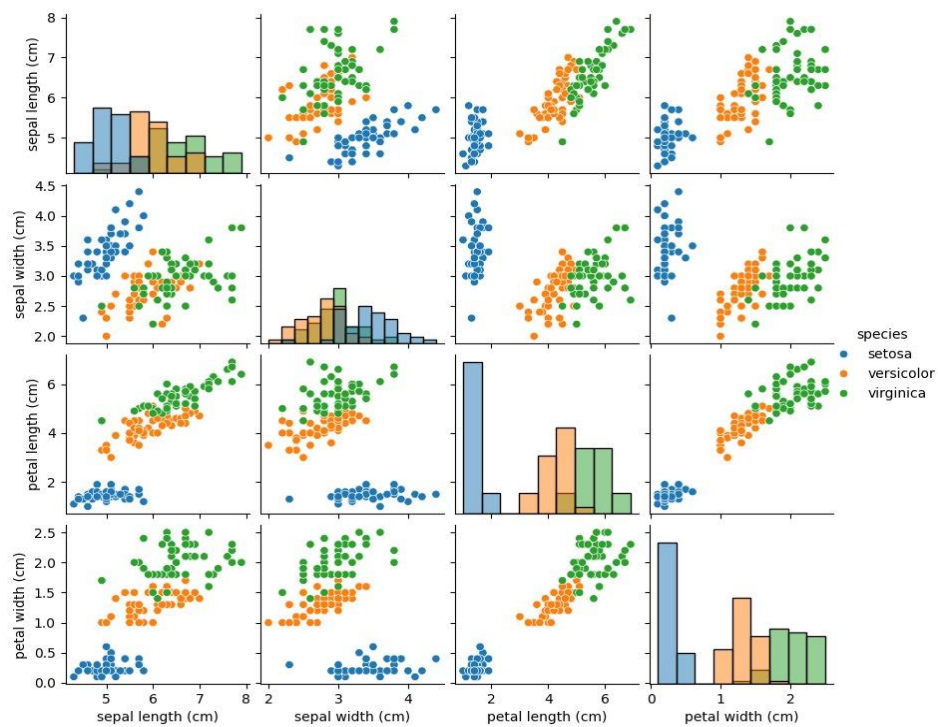 8
7
6
5
sepal length (cm)
4.5
4.0
3.5
3.0
2.5
2.0
sepal width (cm)
species
setosa
versicolor
virginica
6
4
2
petal length (cm)
2.5
2.0
1.5
1.0
0.5
0.0
petal width (cm)
5 6 7 8
2 3 4
2 4 6
0 1 2
sepal length (cm) sepal width (cm) petal length (cm) petal width (cm)